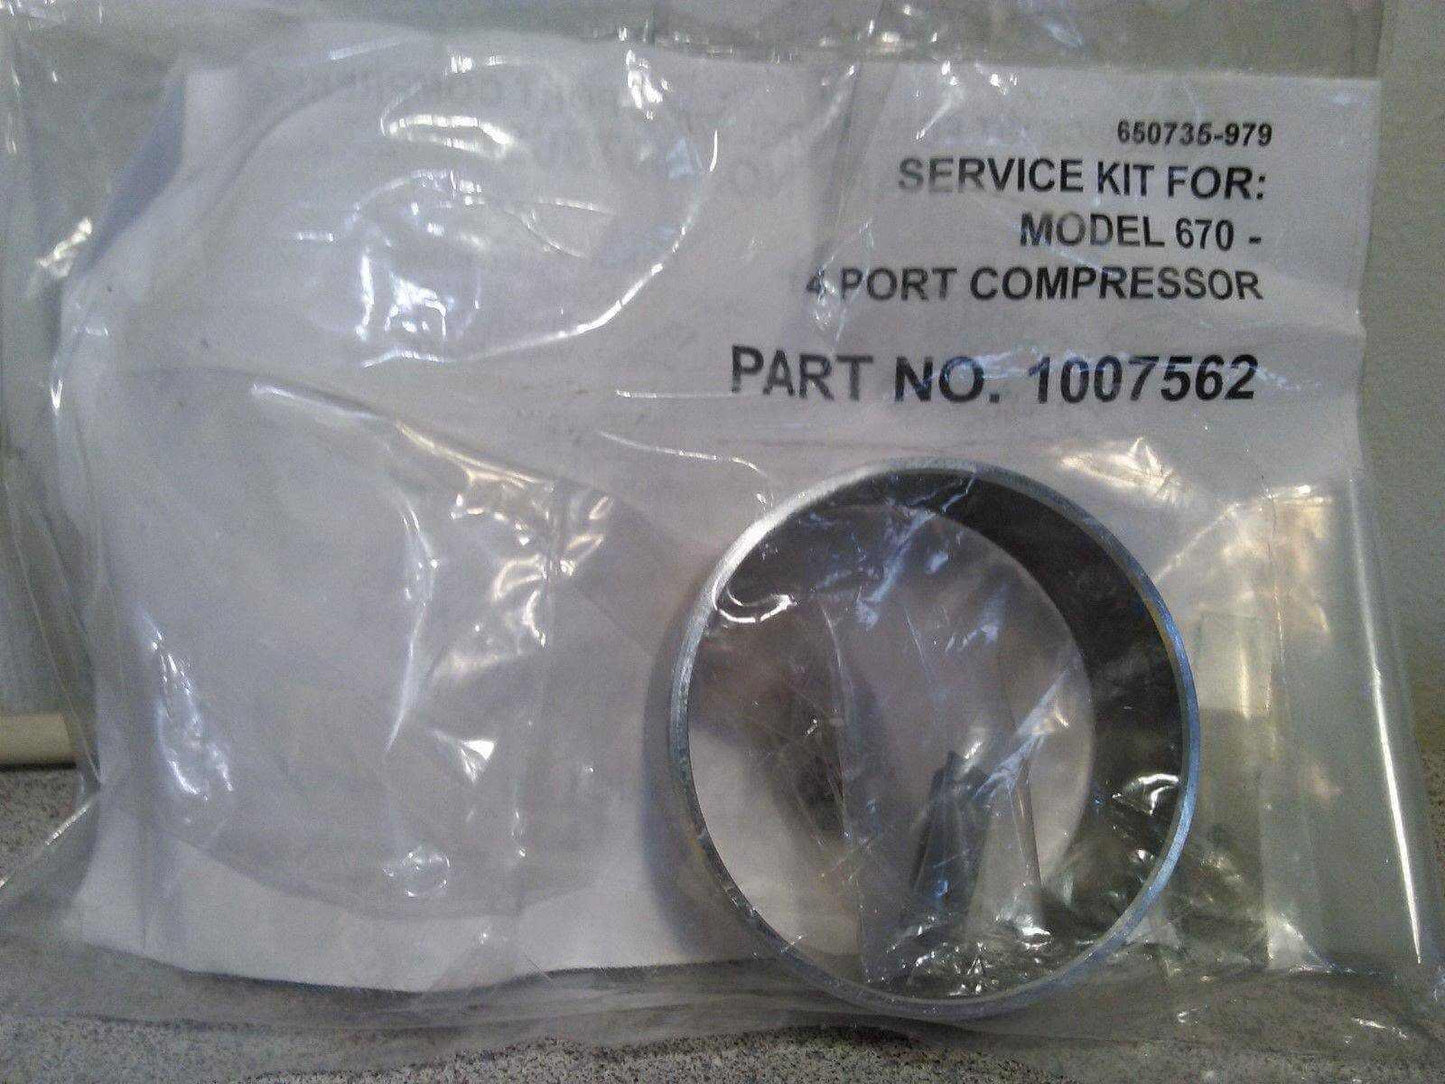 650735-979
SERVICE KIT FOR:
MODEL 670 -
4 PORT COMPRESSOR
PART NO. 1007562